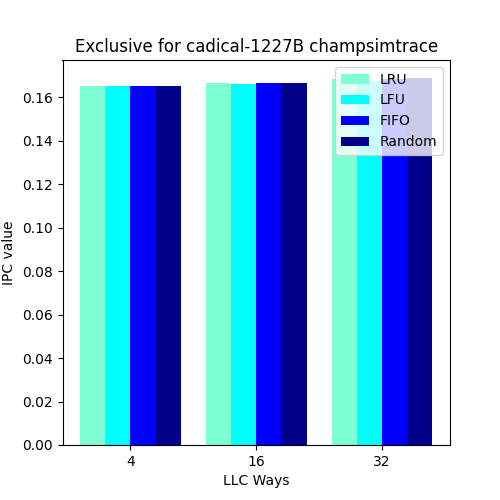 Exclusive for cadical-1227B champsimtrace
LRU
LFU
FIFO
Random
IPC value
0.16
0.14
0.12
0.10
0.08
0.06
0.04
0.02
0.00
4
16
32
LLC Ways